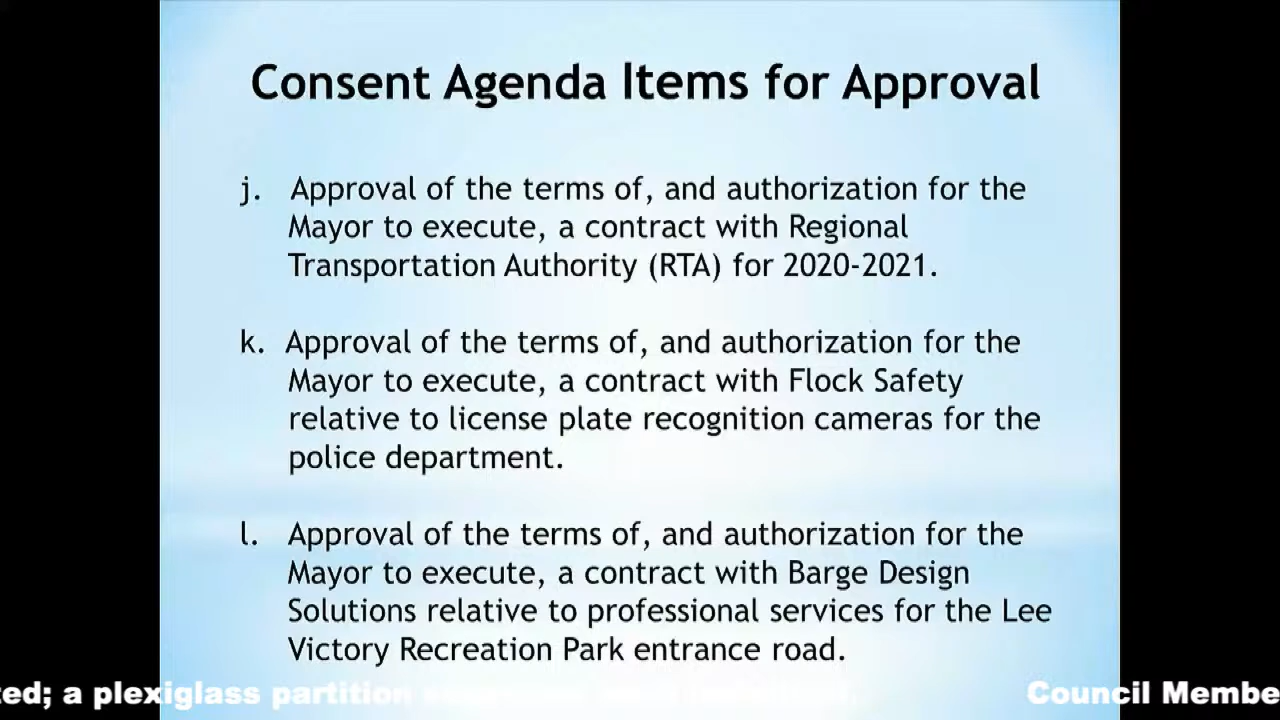 Consent Agenda Items for Approval
j. Approval of the terms of, and authorization for the
Mayor to execute, a contract with Regional
Transportation Authority (RTA) for 2020-2021.
k. Approval of the terms of, and authorization for the
Mayor to execute, a contract with Flock Safety
relative to license plate recognition cameras for the
police department.
l. Approval of the terms of, and authorization for the
Mayor to execute, a contract with Barge Design
Solutions relative to professional services for the Lee
Victory Recreation Park entrance road.
ed; a plexiglass partition Council Membe